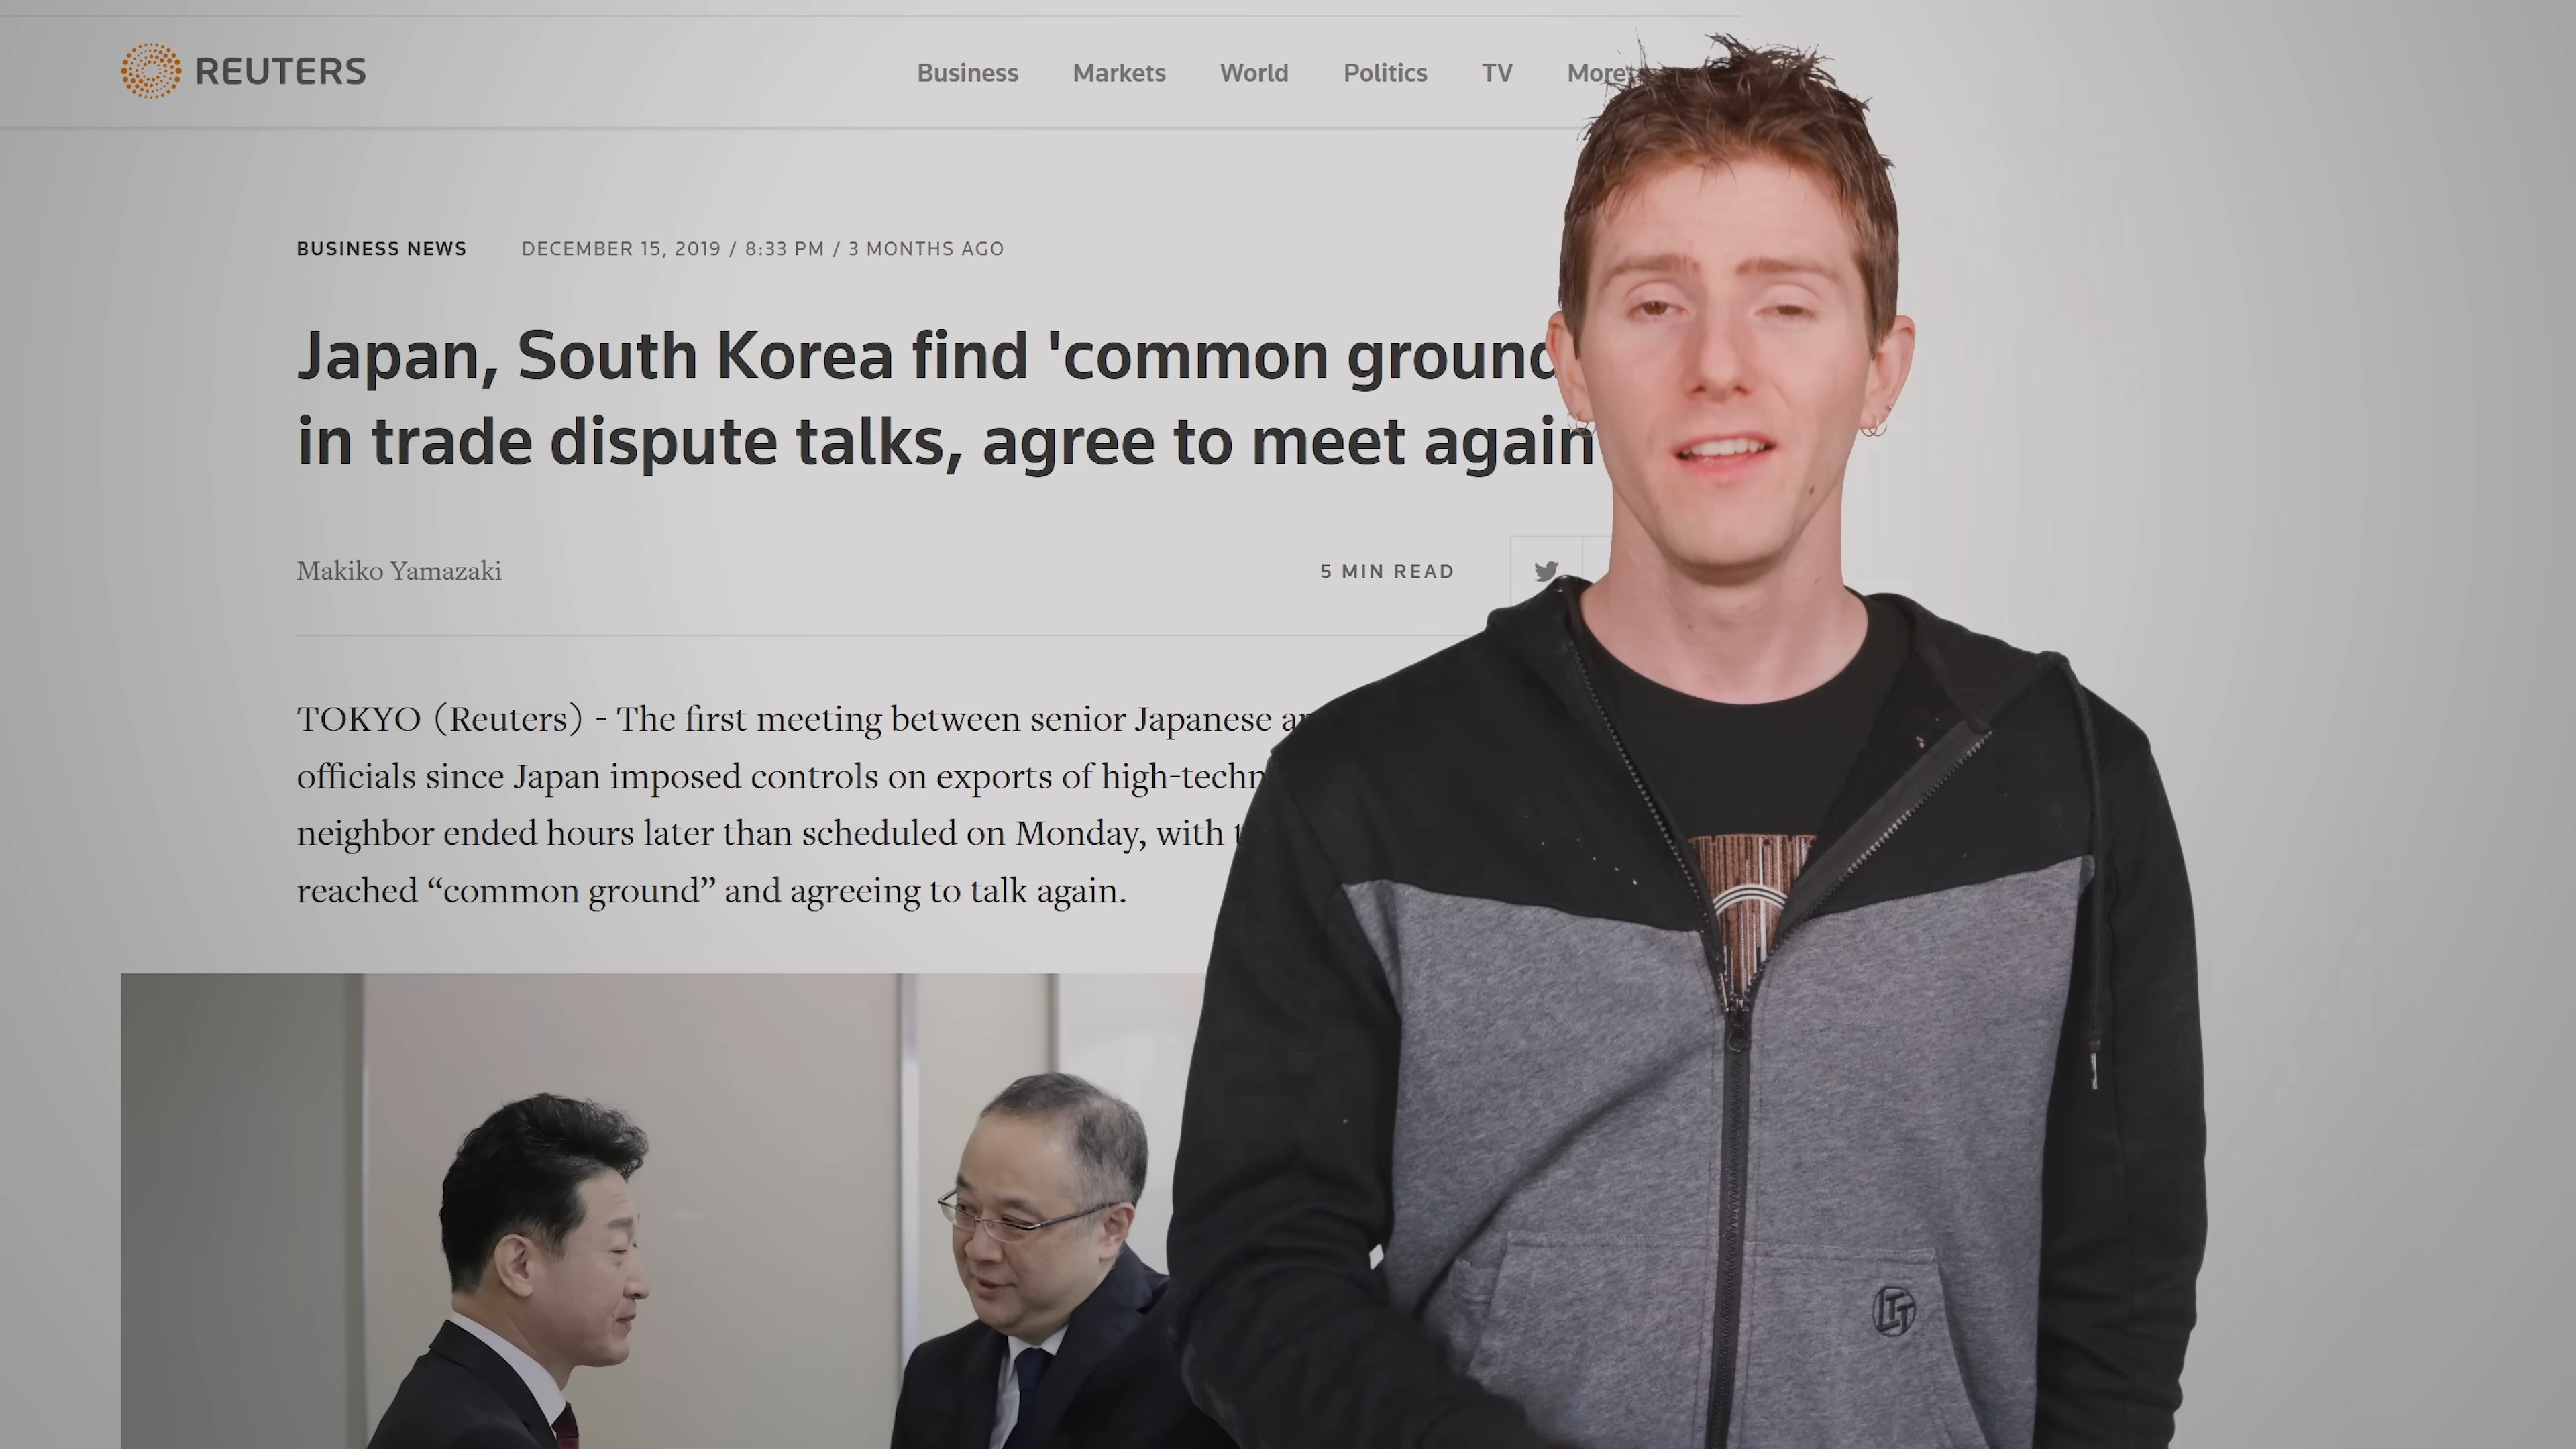 REUTERS
Business Markets World Politics TV More
BUSINESS NEWS DECEMBER 15, 2019 / 8:33 PM / 3 MONTHS AGO
Japan, South Korea find 'common ground
in trade dispute talks, agree to meet again
Makiko Yamazaki
5 MIN READ
TOKYO (Reuters) - The first meeting between senior Japanese
officials since Japan imposed controls on exports of
neighbor ended hours later than scheduled on Monday, with
reached “common ground” and agreeing to talk again.
LTT